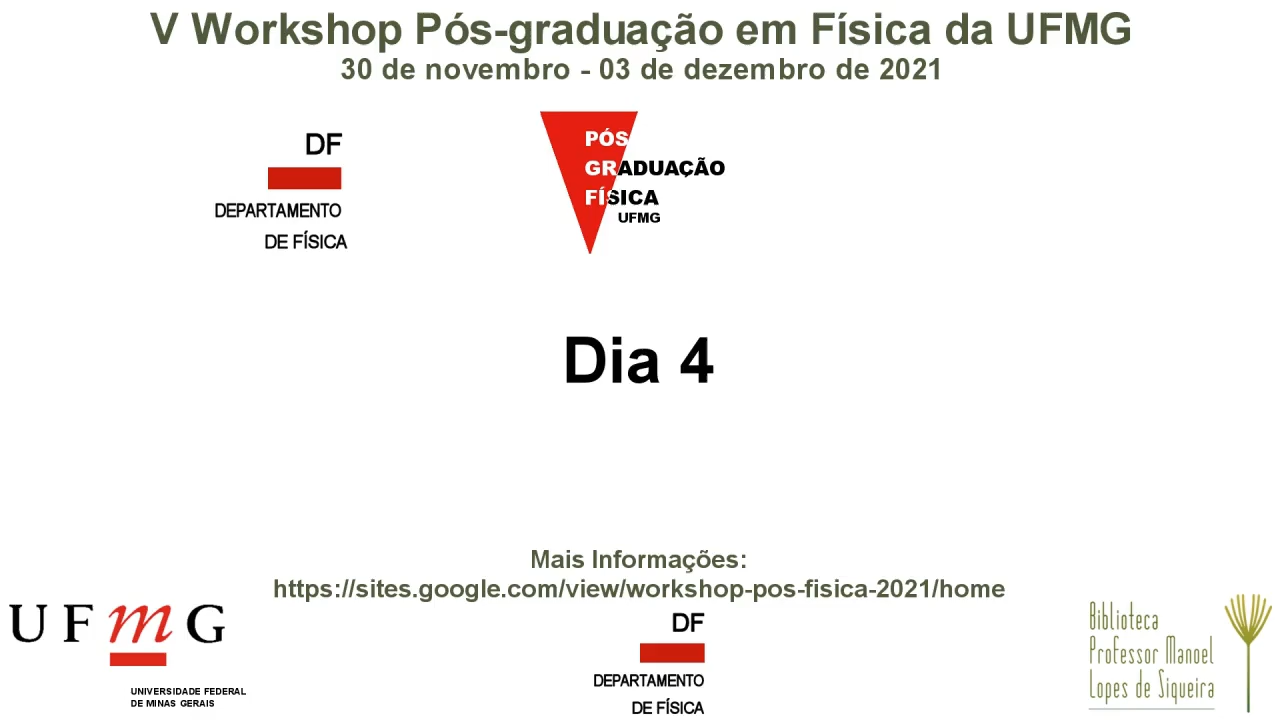 V Workshop Pós-graduação em Física da UFMG
30 de novembro - 03 de dezembro de 2021
DF
DEPARTAMENTO
DE FÍSICA
PÓS
GRADUAÇÃO
FÍSICA
UFMG
Dia 4
Mais Informações:
https://sites.google.com/view/workshop-pos-fisica-2021/home
UFmG
UNIVERSIDADE FEDERAL
DE MINAS GERAIS
DF
DEPARTAMENTO
DE FÍSICA
Biblioteca
Professor Manoel
Lopes de Siqueira